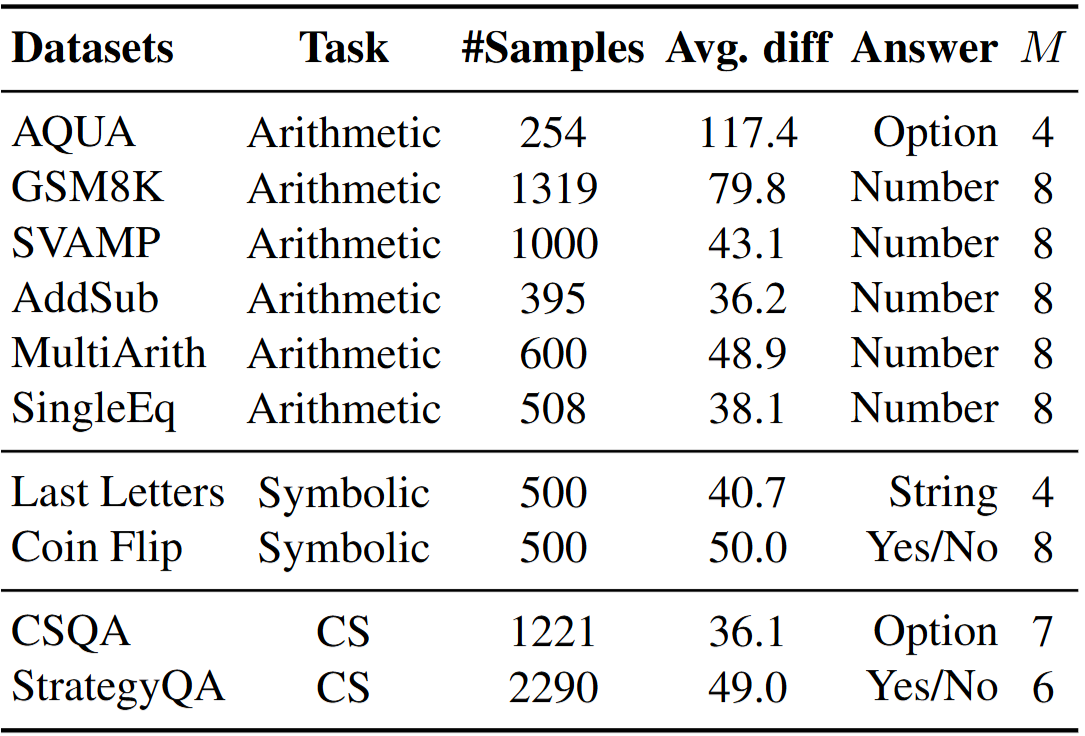 Datasets Task #Samples Avg. diff Answer M
AQUA Arithmetic 254 117.4 Option 4
GSM8K Arithmetic 1319 79.8 Number 8
SVAMP Arithmetic 1000 43.1 Number 8
AddSub Arithmetic 395 36.2 Number 8
MultiArith Arithmetic 600 48.9 Number 8
SingleEq Arithmetic 508 38.1 Number 8
Last Letters Symbolic 500 40.7 String 4
Coin Flip Symbolic 500 50.0 Yes/No 8
CSQA CS 1221 36.1 Option 7
StrategyQA CS 2290 49.0 Yes/No 6